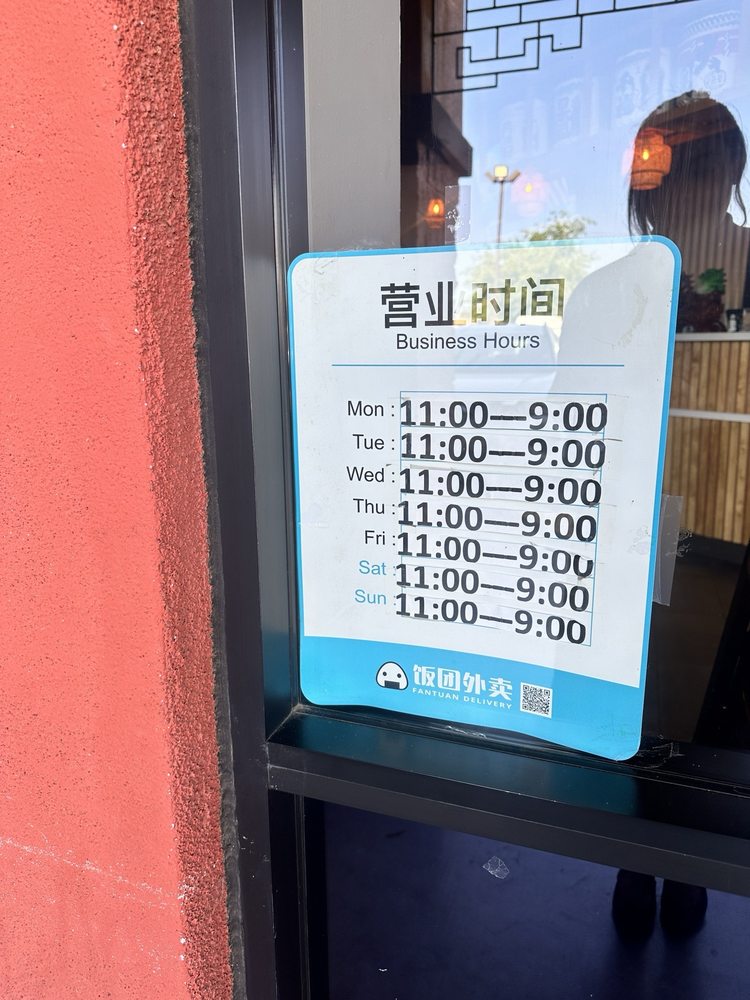 营业时间
Business Hours
Mon : 11:00—9:00
Tue : 11:00—9:00
Wed : 11:00—9:00
Thu : 11:00—9:00
Fri : 11:00—9:00
Sat : 11:00—9:00
Sun : 11:00—9:00
饭团外卖
FANTUAN DELIVERY